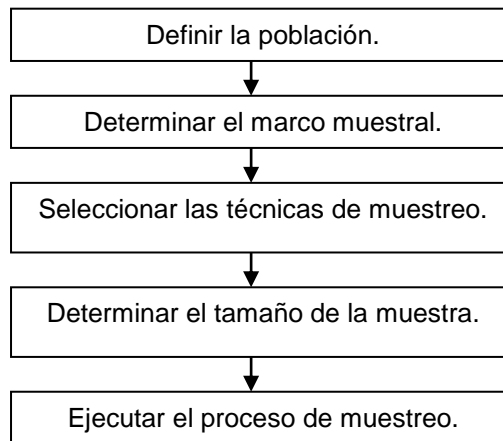 Definir la población.
Determinar el marco muestral.
Seleccionar las técnicas de muestreo.
Determinar el tamaño de la muestra.
Ejecutar el proceso de muestreo.